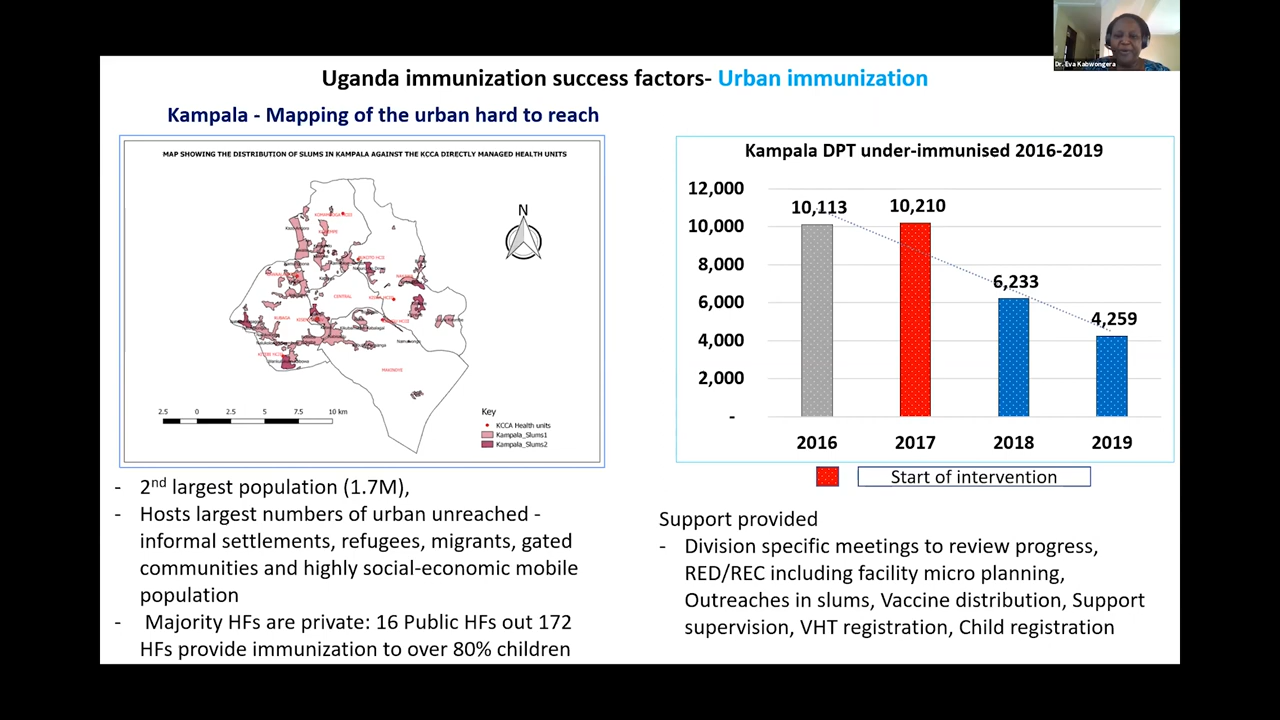 Dr. Eva Kabwongera
Uganda immunization success factors- Urban immunization
Kampala - Mapping of the urban hard to reach
MAP SHOWING THE DISTRIBUTION OF SLUMS IN KAMPALA AGAINST THE KCCA DIRECTLY MANAGED HEALTH UNITS
N
CENTRAL
RUBAGA
MAKINDYE
2.5 0 2.5 5 7.5 10 km
Key
KCCA Health units
Kampala_Slums1
Kampala_Slums2
- 2nd largest population (1.7M),
- Hosts largest numbers of urban unreached -
informal settlements, refugees, migrants, gated
communities and highly social-economic mobile
population
- Majority HFs are private: 16 Public HFs out 172
HFs provide immunization to over 80% children
Kampala DPT under-immunised 2016-2019
12,000
10,000
8,000
6,000
4,000
2,000
-
10,113
10,210
6,233
4,259
2016 2017 2018 2019
Start of intervention
Support provided
- Division specific meetings to review progress,
RED/REC including facility micro planning,
Outreaches in slums, Vaccine distribution, Support
supervision, VHT registration, Child registration